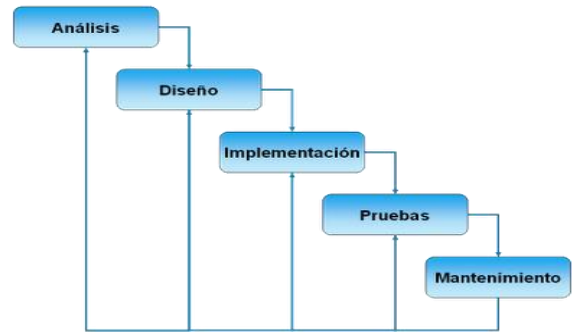 Análisis
Diseño
Implementación
Pruebas
Mantenimiento